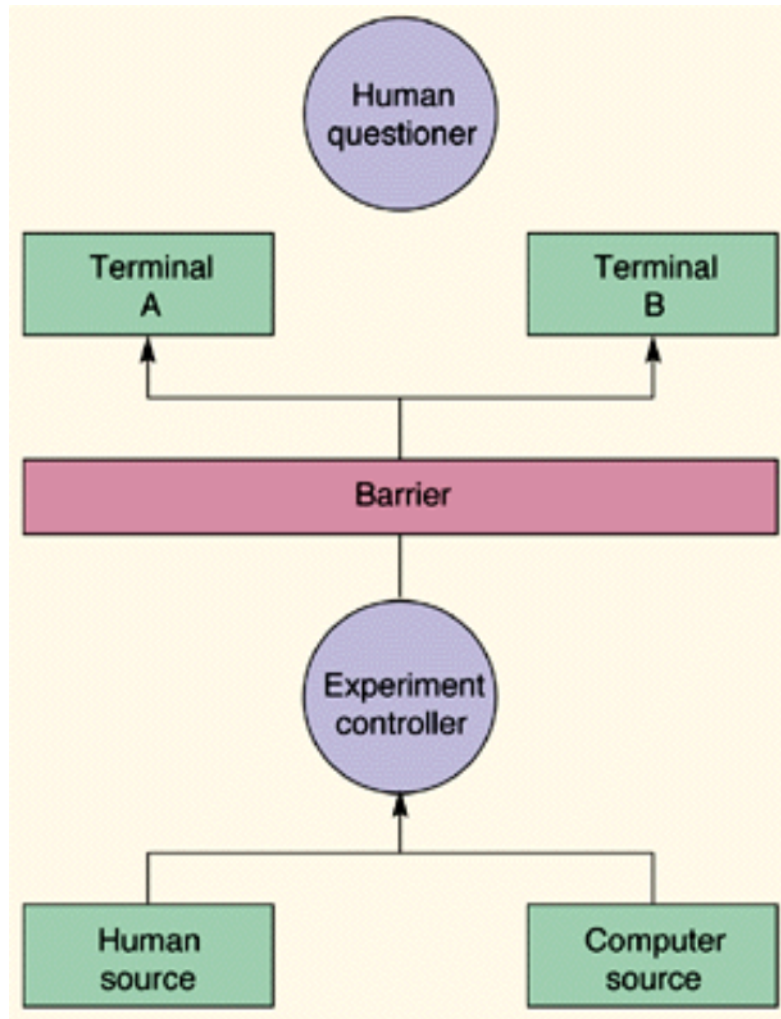 Human
questioner
Terminal
A
Terminal
B
Barrier
Experiment
controller
Human
source
Computer
source